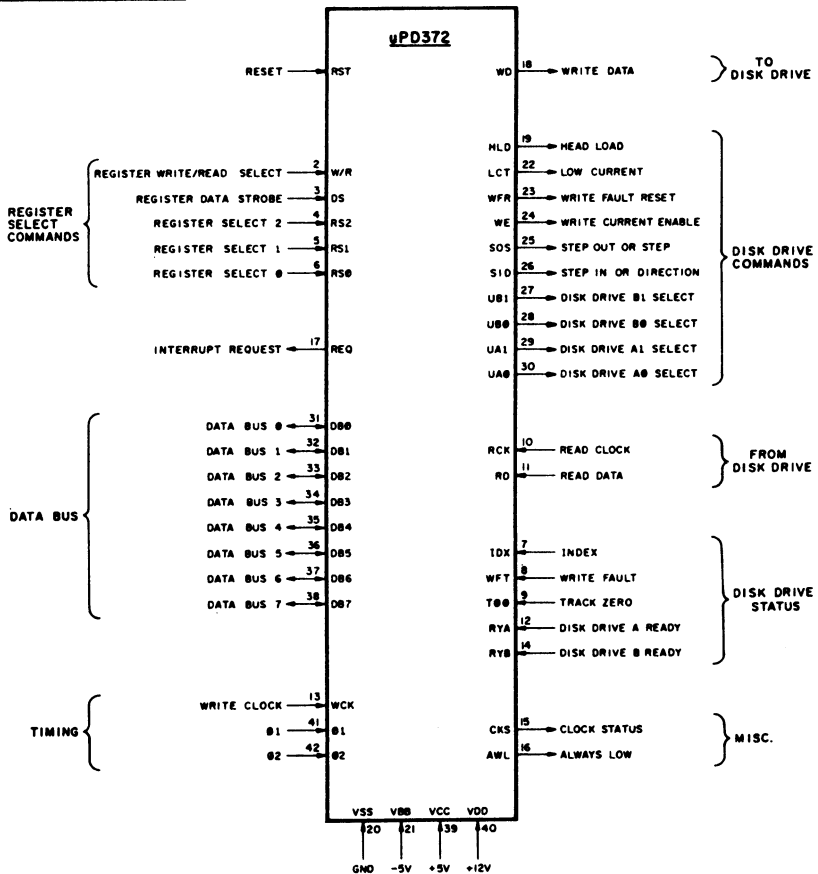 µPD372
RESET RST
REGISTER SELECT COMMANDS
REGISTER WRITE/READ SELECT 2 W/R
REGISTER DATA STROBE 3 DS
REGISTER SELECT 2 4 RS2
REGISTER SELECT 1 5 RS1
REGISTER SELECT 0 6 RS0
INTERRUPT REQUEST 17 REQ
DATA BUS
DATA BUS 0 31 DB0
DATA BUS 1 32 DB1
DATA BUS 2 33 DB2
DATA BUS 3 34 DB3
DATA BUS 4 35 DB4
DATA BUS 5 36 DB5
DATA BUS 6 37 DB6
DATA BUS 7 38 DB7
TIMING
WRITE CLOCK 13 WCK
Ø1 41 Ø1
Ø2 42 Ø2
WD 18 WRITE DATA
TO DISK DRIVE
HLD 19 HEAD LOAD
LCT 22 LOW CURRENT
WFR 23 WRITE FAULT RESET
WE 24 WRITE CURRENT ENABLE
SOS 25 STEP OUT OR STEP
SID 26 STEP IN OR DIRECTION
UB1 27 DISK DRIVE B1 SELECT
UB0 28 DISK DRIVE B0 SELECT
UA1 29 DISK DRIVE A1 SELECT
UA0 30 DISK DRIVE A0 SELECT
DISK DRIVE COMMANDS
RCK 10 READ CLOCK
RD 11 READ DATA
FROM DISK DRIVE
IDX 7 INDEX
WFT 8 WRITE FAULT
T00 9 TRACK ZERO
RYA 12 DISK DRIVE A READY
RYB 14 DISK DRIVE B READY
DISK DRIVE STATUS
CKS 15 CLOCK STATUS
AWL 16 ALWAYS LOW
MISC.
VSS VBB VCC VDD
20 21 39 40
GND -5V +5V +12V